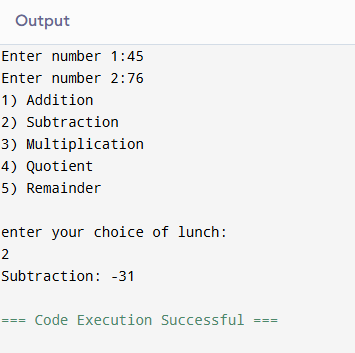 Output
Enter number 1:45
Enter number 2:76
1) Addition
2) Subtraction
3) Multiplication
4) Quotient
5) Remainder
enter your choice of lunch:
2
Subtraction: -31
=== Code Execution Successful ===